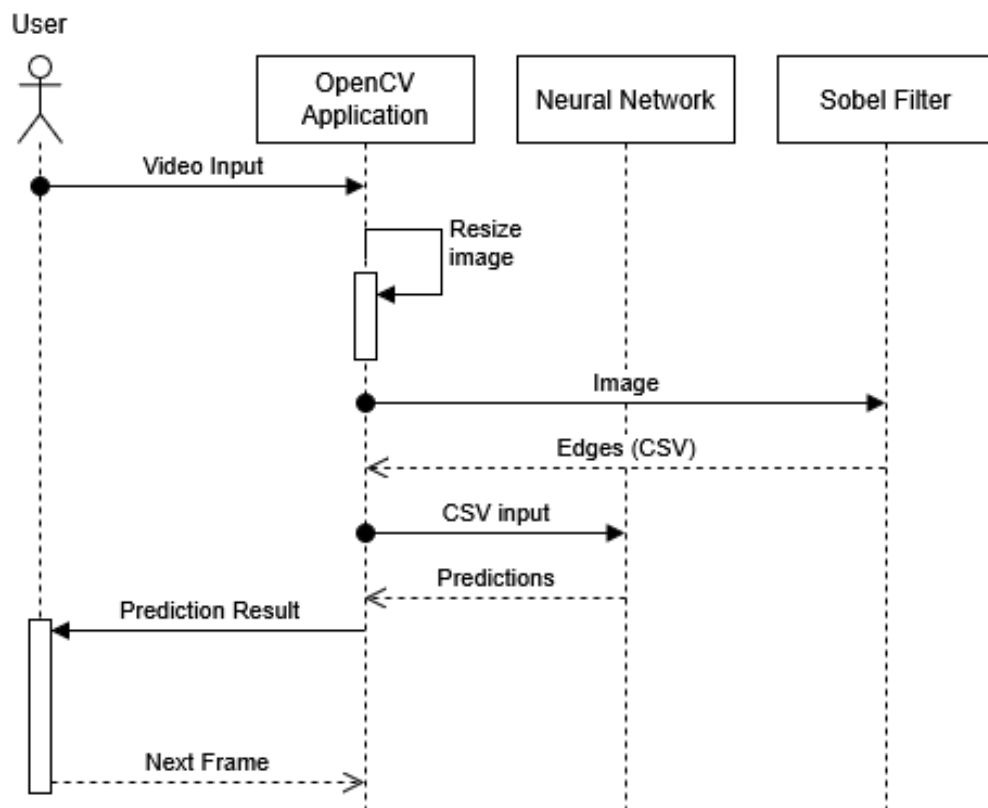 User
OpenCV
Application
Neural Network
Sobel Filter
Video Input
Resize
image
Image
Edges (CSV)
CSV input
Predictions
Prediction Result
Next Frame